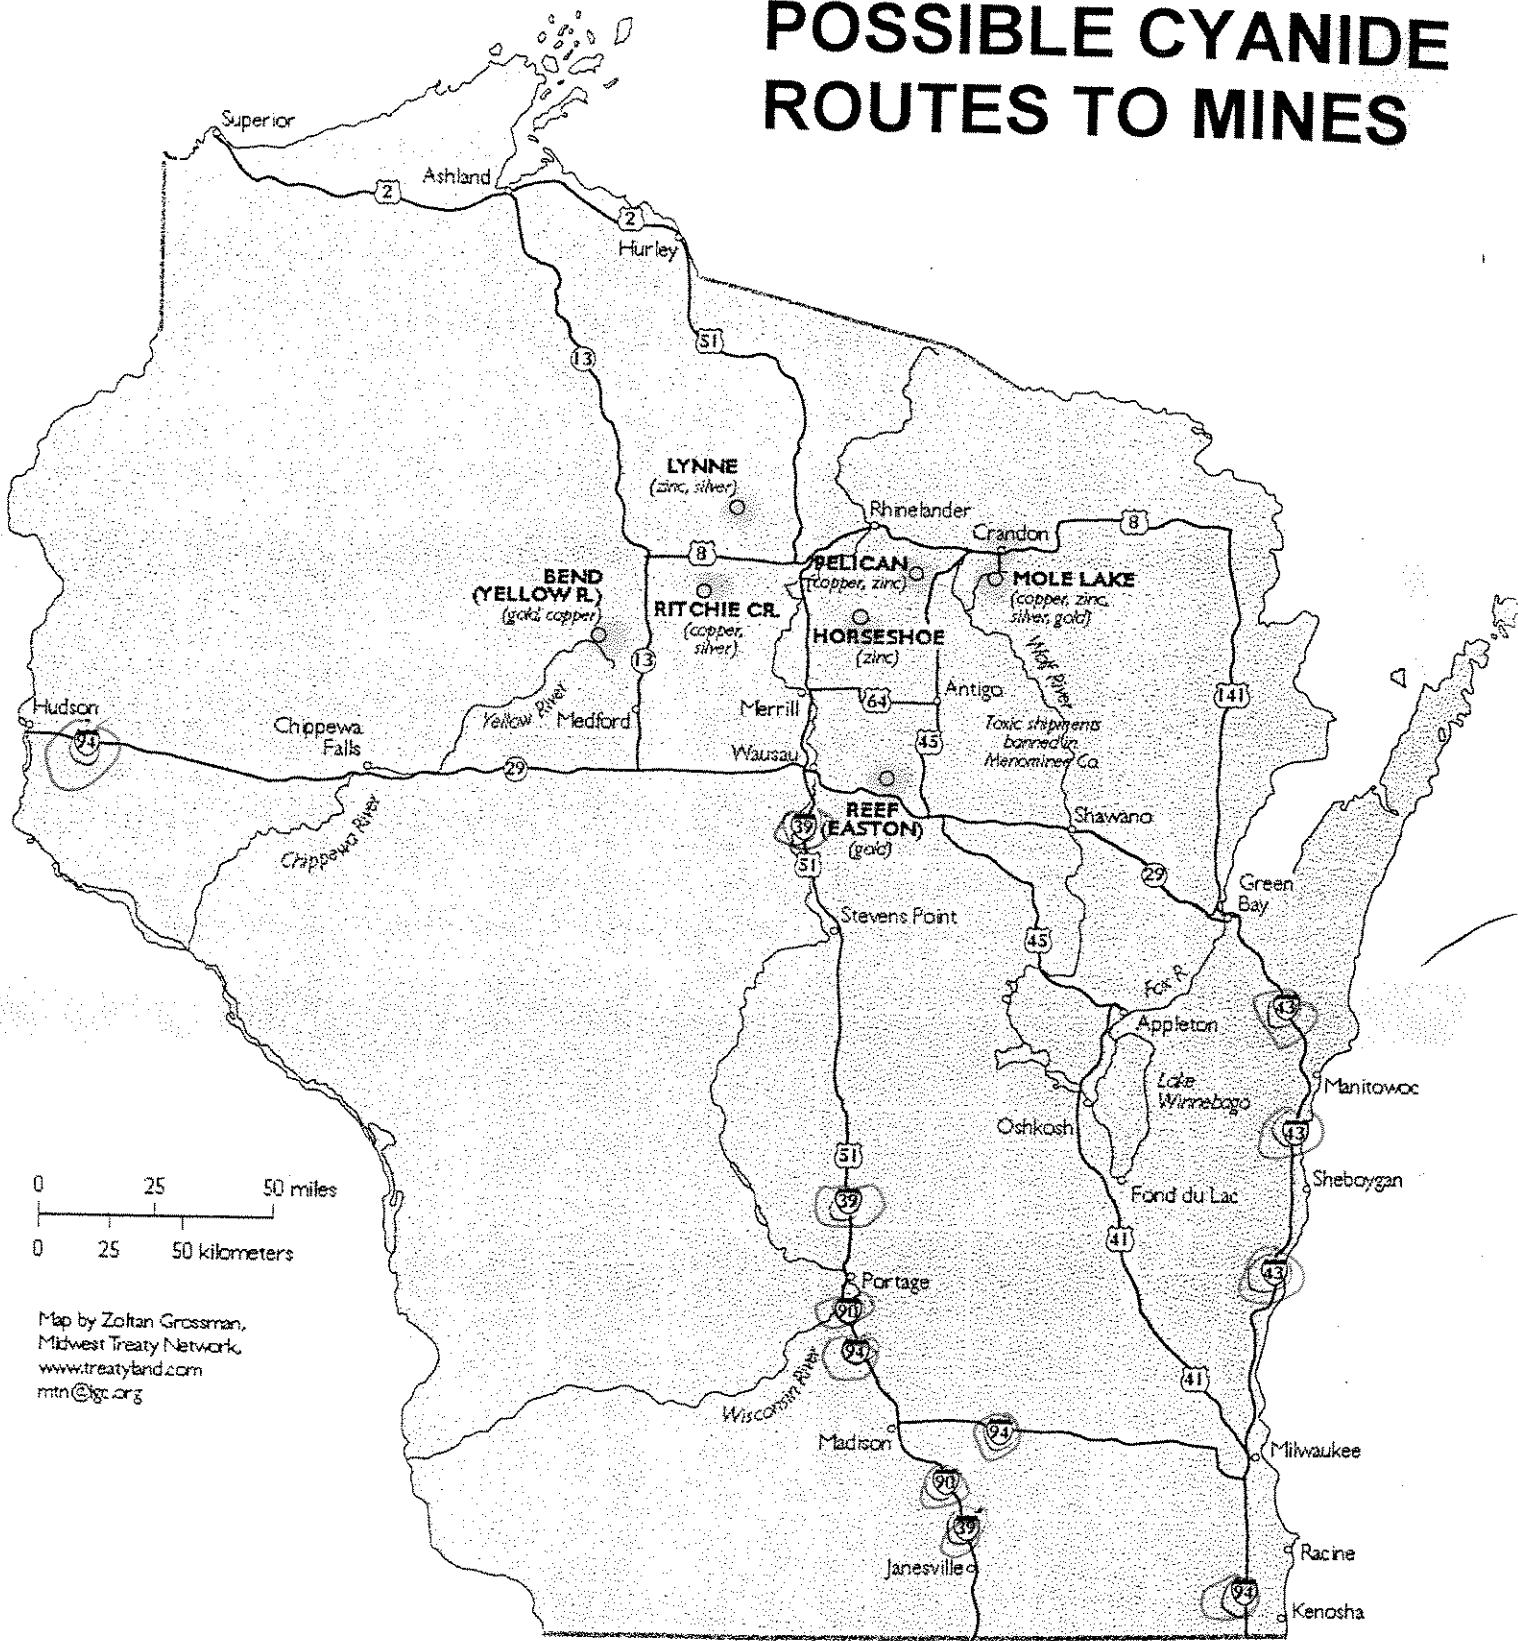 POSSIBLE CYANIDE
ROUTES TO MINES
Superior
2
Ashland
2
Hurley
51
13
LYNNE
(zinc, silver)
Rhinelander
8
Crandon
8
PELICAN
(copper, zinc)
MOLE LAKE
(copper, zinc,
silver, gold)
BEND
(YELLOW R.)
(gold, copper)
RITCHIE CR.
(copper,
silver)
HORSESHOE
(zinc)
Wolf River
13
141
Hudson
94
Chippewa
Falls
Yellow River
Medford
Merrill
64
Antigo
Toxic shipments
banned in
Menominee Co.
45
Wausau
29
REEF
(EASTON)
(gold)
39
51
Shawano
Chippewa River
29
Green
Bay
Stevens Point
45
Fox R.
43
Appleton
Lake
Winnebago
Manitowoc
Oshkosh
43
51
39
Sheboygan
Fond du Lac
41
43
0 25 50 miles
0 25 50 kilometers
Portage
90
94
Map by Zoltan Grossman,
Midwest Treaty Network,
www.treatyland.com
mtn@igc.org
41
Wisconsin River
Madison
94
Milwaukee
90
39
Janesville
Racine
94
Kenosha